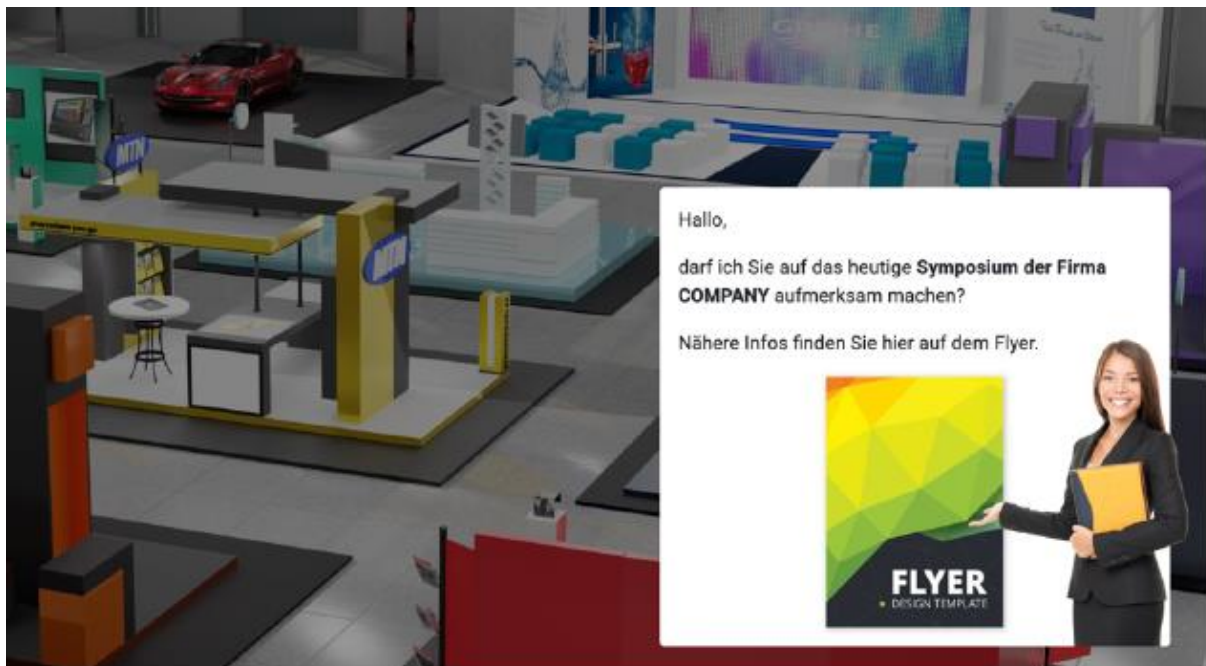 MTN
MTN
Hallo,
darf ich Sie auf das heutige Symposium der Firma
COMPANY aufmerksam machen?
Nähere Infos finden Sie hier auf dem Flyer.
FLYER
DESIGN TEMPLATE